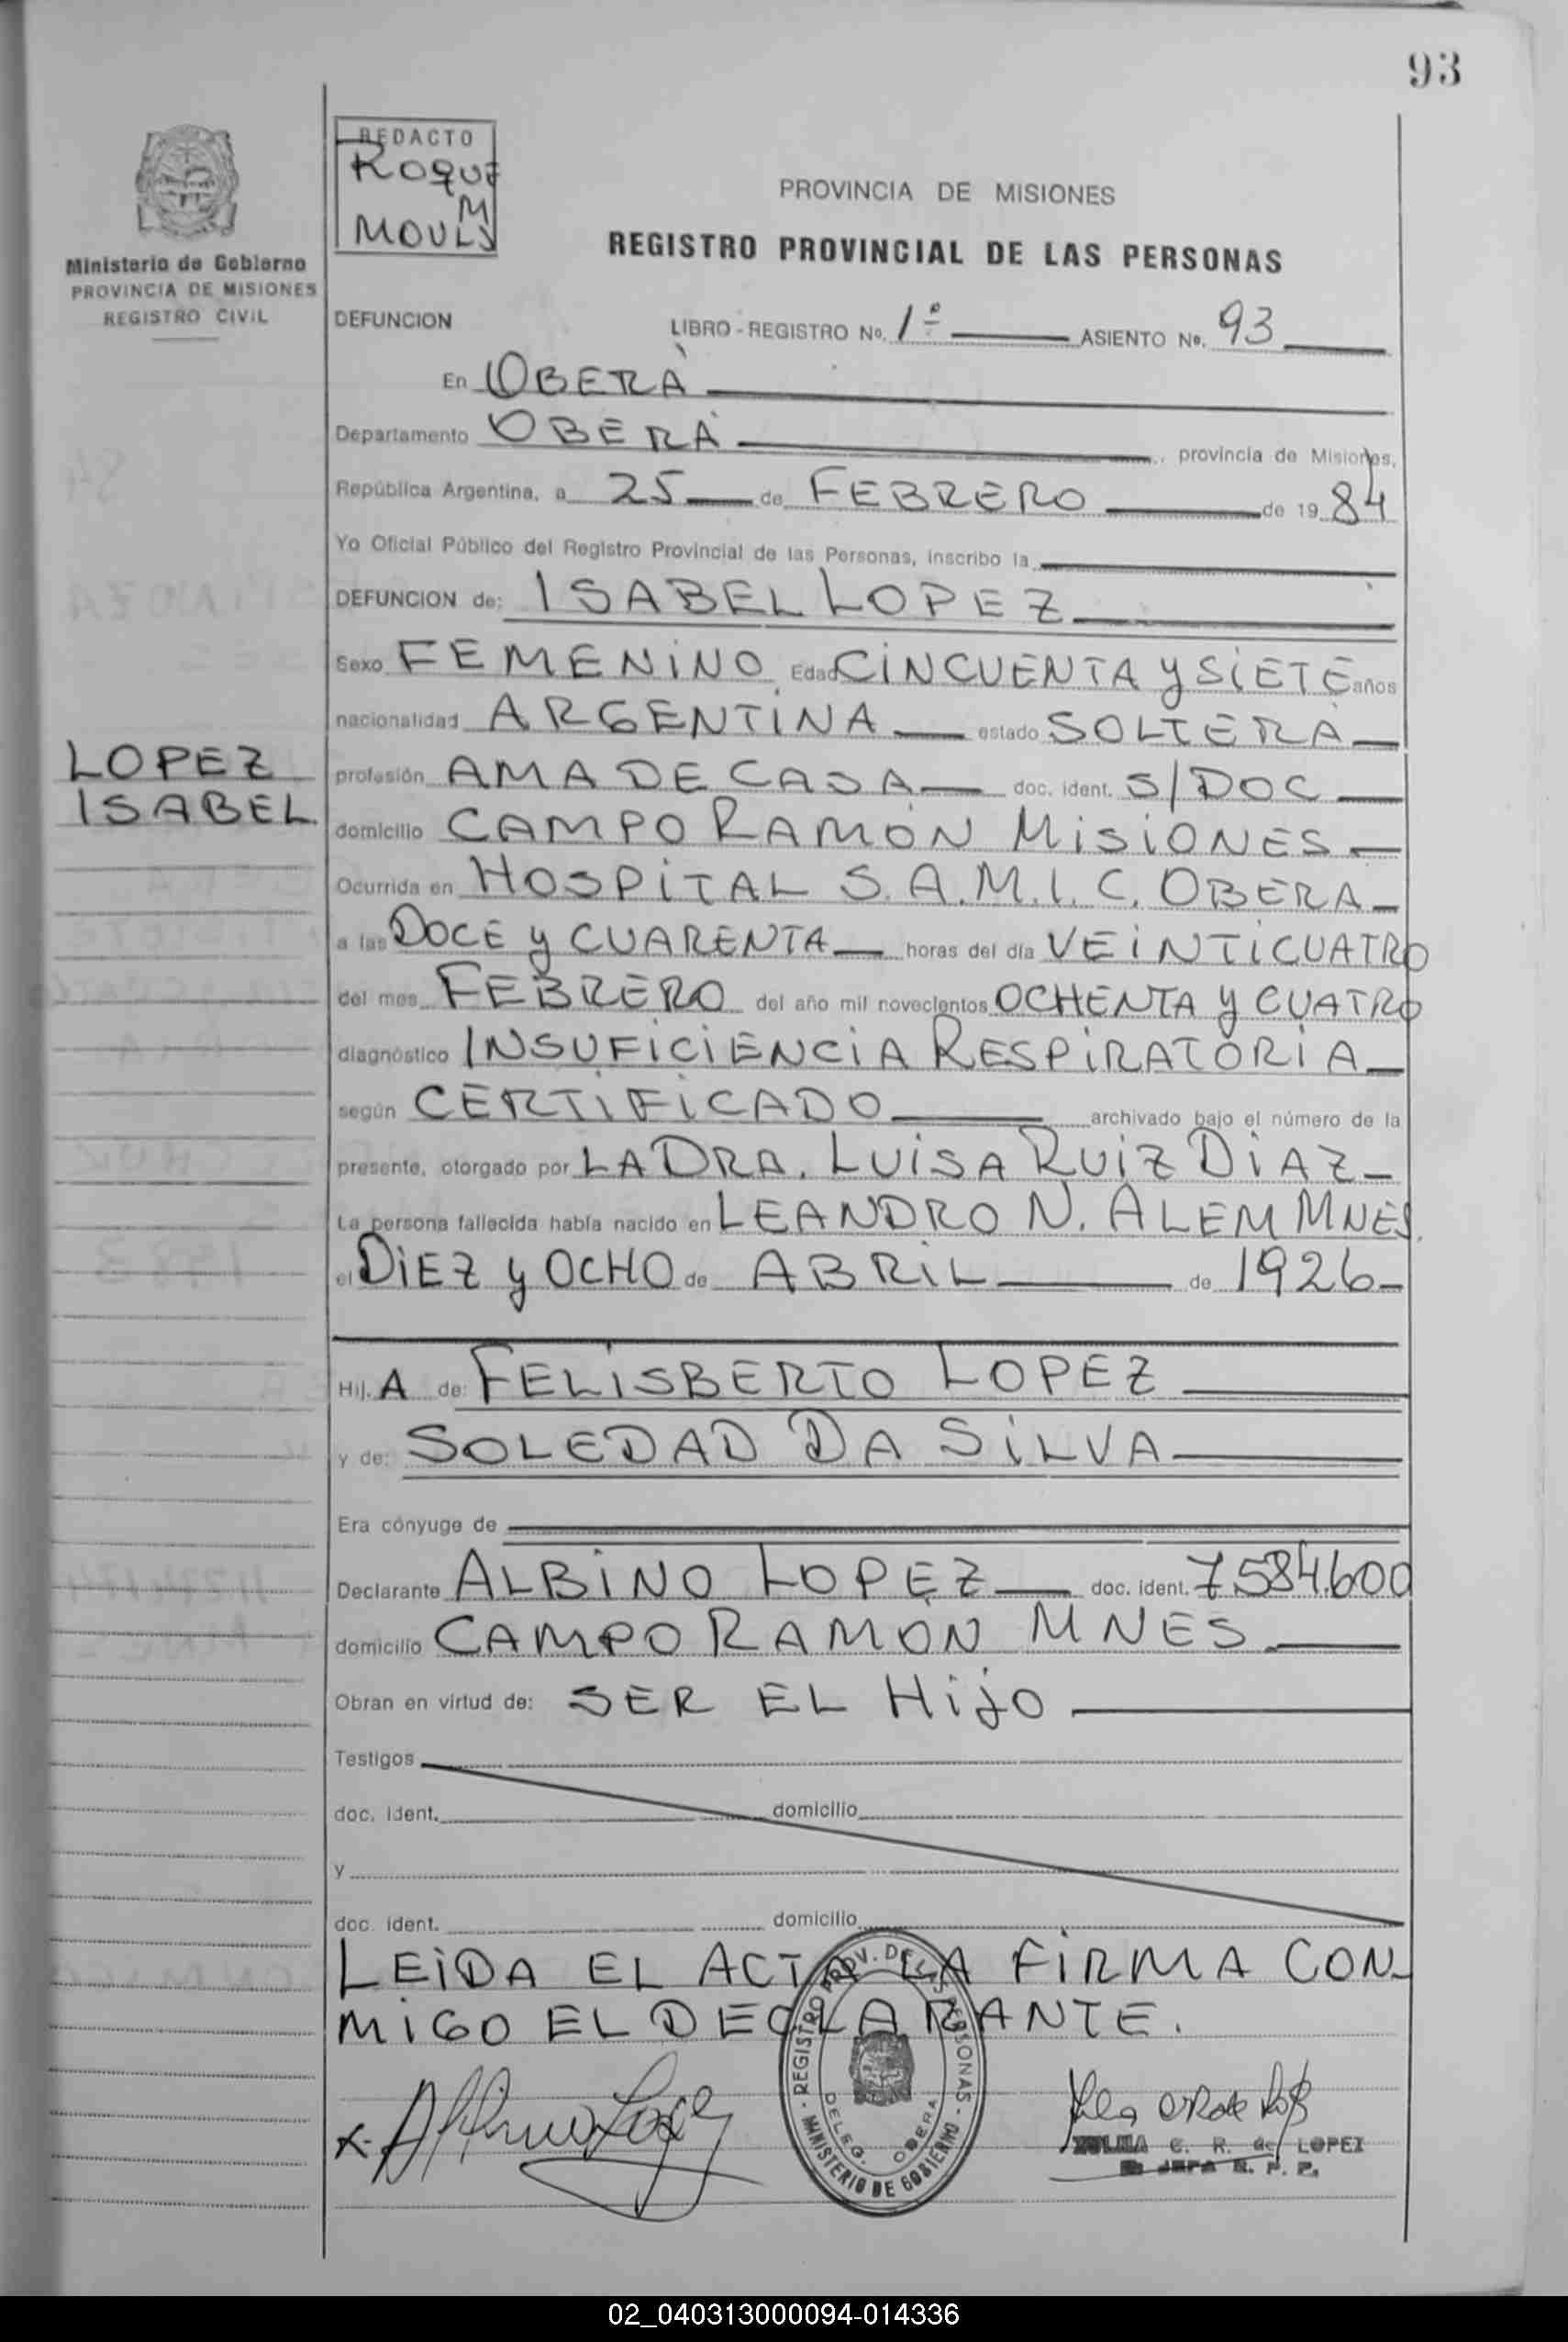 93
REDACTO
ROQUE
M
MOULY
Ministerio de Gobierno
PROVINCIA DE MISIONES
REGISTRO CIVIL
PROVINCIA DE MISIONES
REGISTRO PROVINCIAL DE LAS PERSONAS
DEFUNCION LIBRO - REGISTRO No. 1º ASIENTO No. 93
En OBERÁ
Departamento OBERÁ, provincia de Misiones,
República Argentina, a 25 de FEBRERO de 1984
Yo Oficial Público del Registro Provincial de las Personas, inscribo la
DEFUNCION de: ISABEL LOPEZ
Sexo FEMENINO Edad CINCUENTA Y SIETE años
nacionalidad ARGENTINA estado SOLTERA
LOPEZ
ISABEL
profesión AMA DE CASA doc. ident. S/DOC
domicilio CAMPO RAMÓN MISIONES
Ocurrida en HOSPITAL S.A.M.I.C. OBERA
a las DOCE Y CUARENTA horas del día VEINTICUATRO
del mes FEBRERO del año mil novecientos OCHENTA Y CUATRO
diagnóstico INSUFICIENCIA RESPIRATORIA
según CERTIFICADO archivado bajo el número de la
presente, otorgado por LA DRA. LUISA RUIZ DIAZ
La persona fallecida había nacido en LEANDRO N. ALEM MNES.
el DIEZ Y OCHO de ABRIL de 1926
Hij. A de: FELISBERTO LOPEZ
y de: SOLEDAD DA SILVA
Era cónyuge de
Declarante ALBINO LOPEZ doc. ident. 7.584.600
domicilio CAMPO RAMÓN MNES
Obran en virtud de: SER EL HIJO
Testigos
doc. ident. domicilio
y
doc. ident. domicilio
LEIDA EL ACTA LA FIRMA CON-
MIGO EL DECLARANTE.
REGISTRO PROV. DE LAS PERSONAS
DELEG. OBERA
MINISTERIO DE GOBIERNO
C. R. de LOPEZ
JEFA R. P. P.
02_040313000094-014336